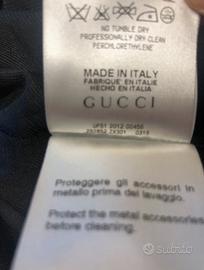 NO TUMBLE DRY
PROFESSIONALLY DRY CLEAN
PERCHLORETHYLENE
MADE IN ITALY
FABRIQUÉ EN ITALIE
HECHO EN ITALIA
GUCCI
Proteggere gli accessori in
metallo prima del lavaggio.
Protect the metal accessories
before cleaning.
subito